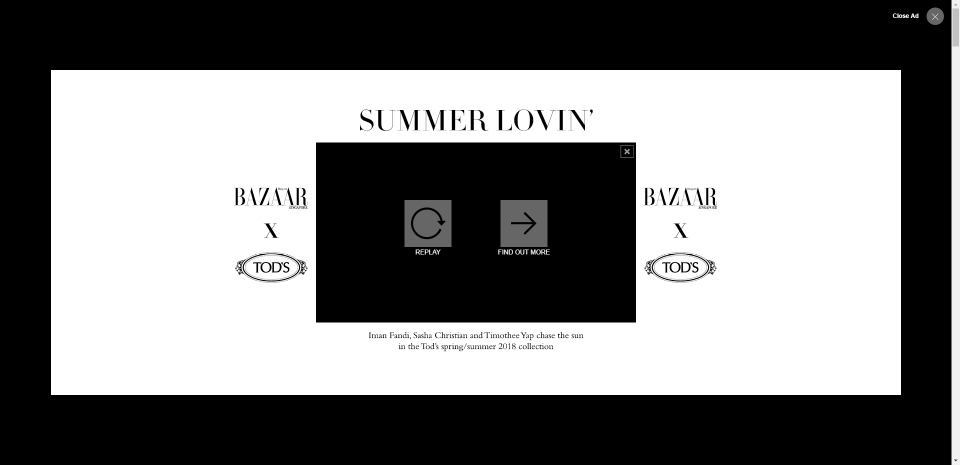 Close Ad
SUMMER LOVIN'
BAZAAR
SINGAPORE
X
TOD'S
REPLAY
FIND OUT MORE
BAZAAR
SINGAPORE
X
TOD'S
Iman Fandi, Sasha Christian and Timothee Yap chase the sun
in the Tod's spring/summer 2018 collection